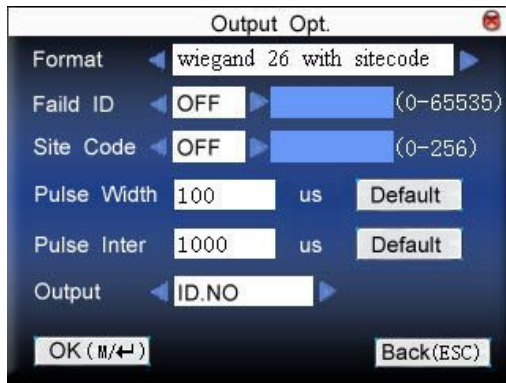 Output Opt.
Format wiegand 26 with sitecode
Faild ID OFF (0-65535)
Site Code OFF (0-256)
Pulse Width 100 us Default
Pulse Inter 1000 us Default
Output ID.NO
OK(M/↵) Back(ESC)